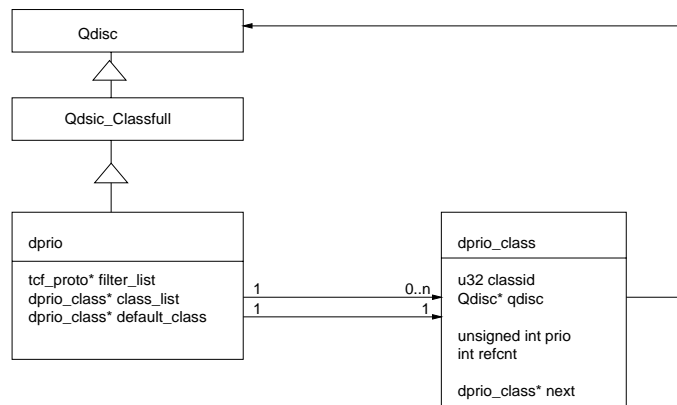 Qdisc
Qdsic_Classfull
dprio
tcf_proto* filter_list
dprio_class* class_list
dprio_class* default_class
1
0..n
1
1
dprio_class
u32 classid
Qdisc* qdisc
unsigned int prio
int refcnt
dprio_class* next